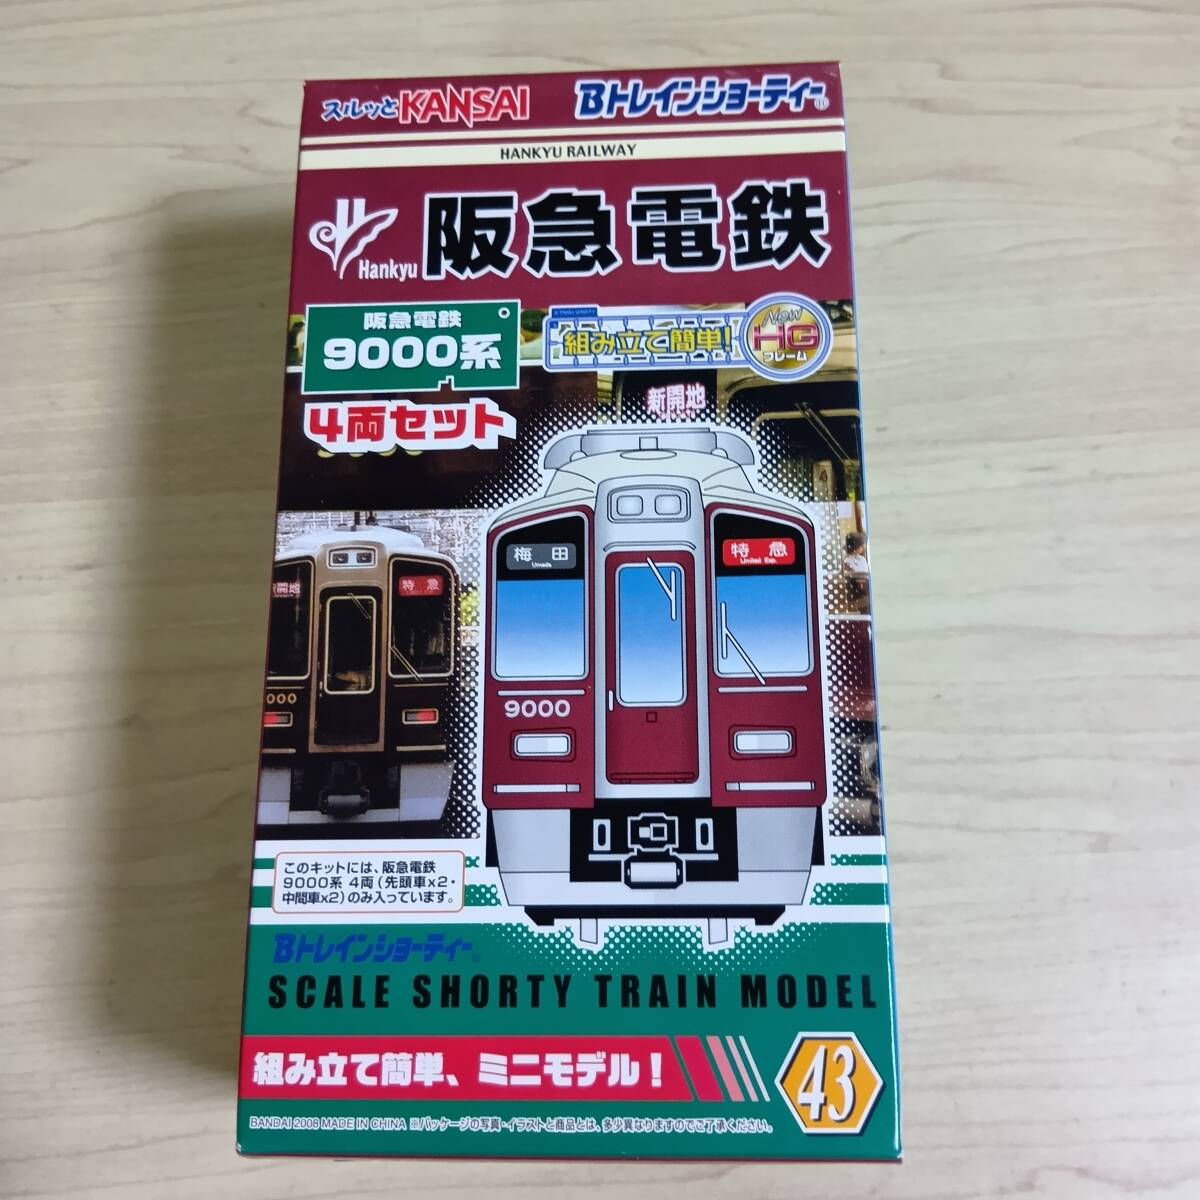 スルッとKANSAI
Bトレインショーティー®
HANKYU RAILWAY
Hankyu
阪急電鉄
阪急電鉄
9000系
4両セット
組み立て簡単!
New
HG
フレーム
新開地
梅田
Umeda
特急
Limited Exp.
9000
特急
000
4
このキットには、阪急電鉄
9000系 4両(先頭車x2・
中間車x2)のみ入っています。
Bトレインショーティー®
SCALE SHORTY TRAIN MODEL
組み立て簡単、ミニモデル!
43
BANDAI 2008 MADE IN CHINA ※パッケージの写真・イラストと商品とは、多少異なりますのでご了承ください。